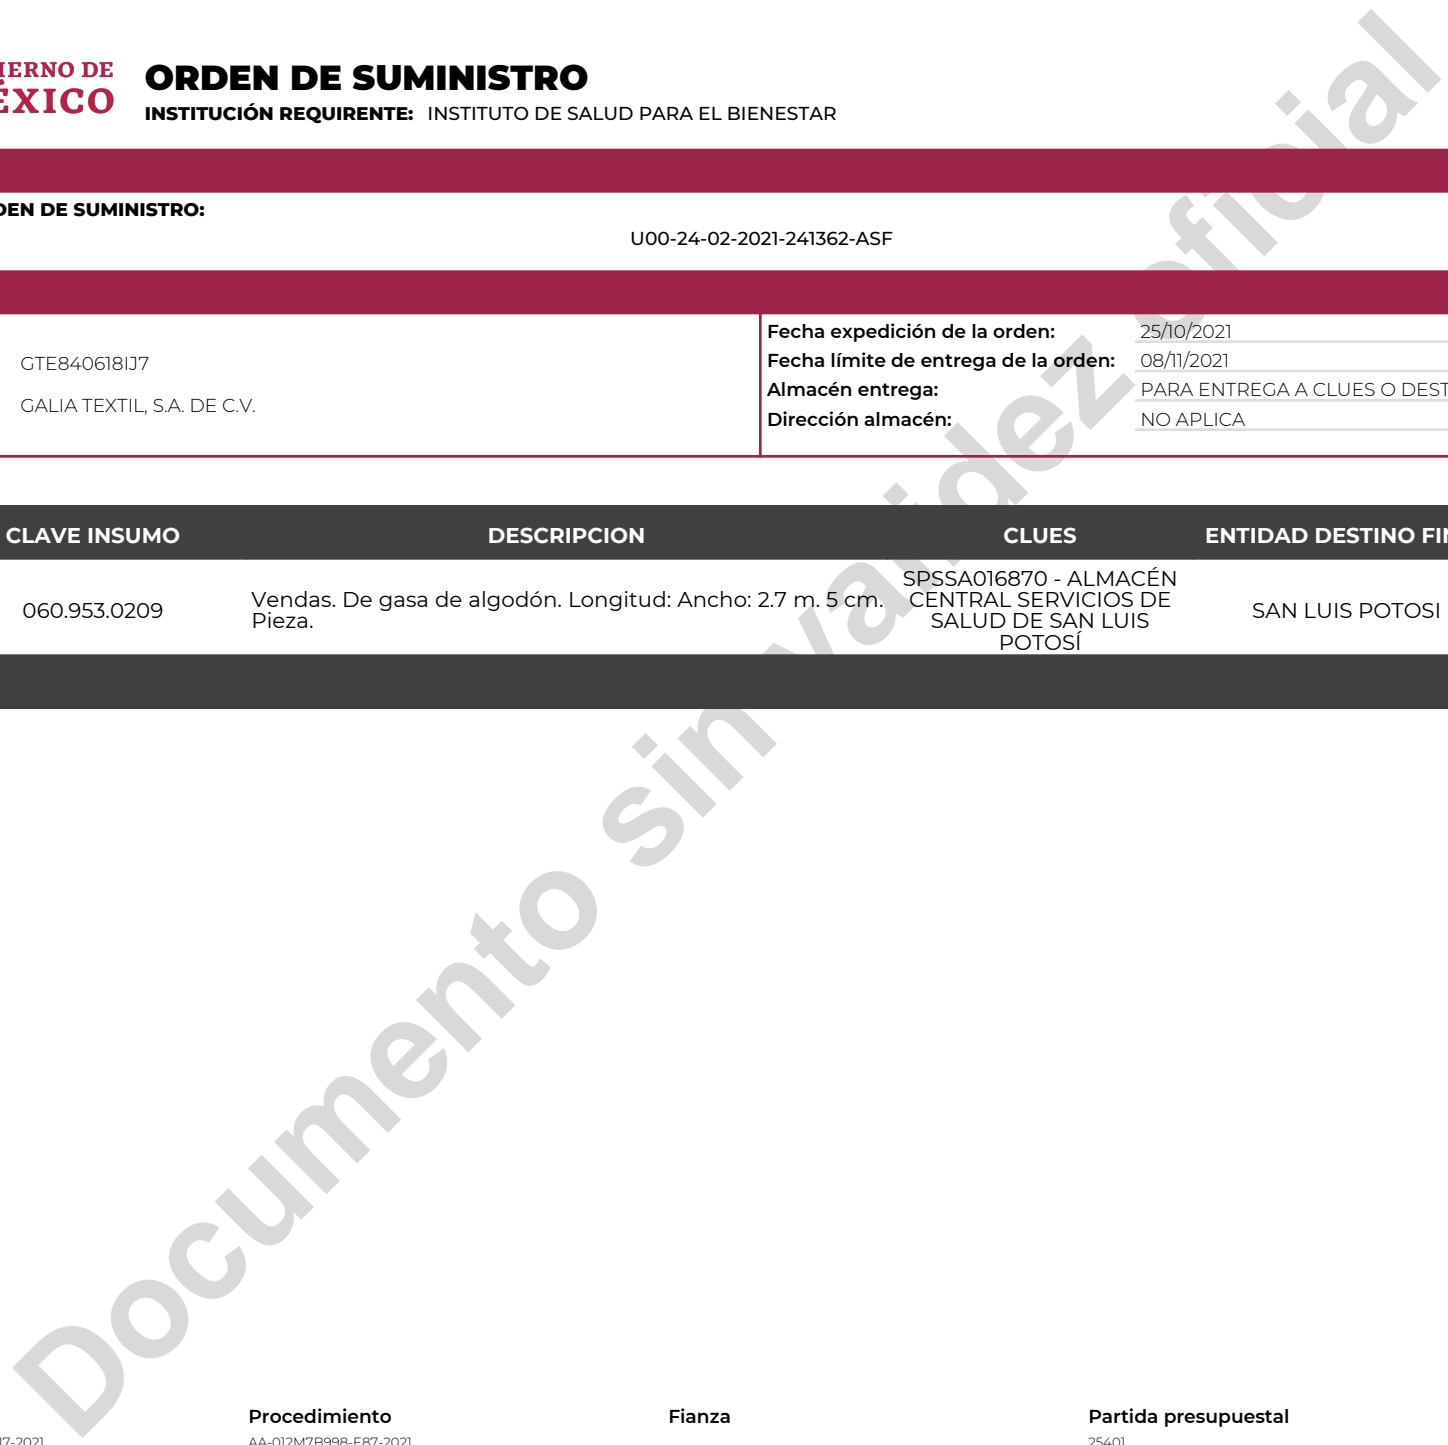 IERNO DE
ÉXICO
ORDEN DE SUMINISTRO
INSTITUCIÓN REQUIRENTE: INSTITUTO DE SALUD PARA EL BIENESTAR
DEN DE SUMINISTRO:
U00-24-02-2021-241362-ASF
GTE840618IJ7
GALIA TEXTIL, S.A. DE C.V.
Fecha expedición de la orden: 25/10/2021
Fecha límite de entrega de la orden: 08/11/2021
Almacén entrega: PARA ENTREGA A CLUES O DEST
Dirección almacén: NO APLICA
CLAVE INSUMO DESCRIPCION CLUES ENTIDAD DESTINO FIN
060.953.0209
Vendas. De gasa de algodón. Longitud: Ancho: 2.7 m. 5 cm.
Pieza.
SPSSA016870 - ALMACÉN
CENTRAL SERVICIOS DE
SALUD DE SAN LUIS
POTOSÍ
SAN LUIS POTOSI
Documento sin validez oficial
Procedimiento Fianza Partida presupuestal
17-2021 AA-012M7B998-E87-2021 25401